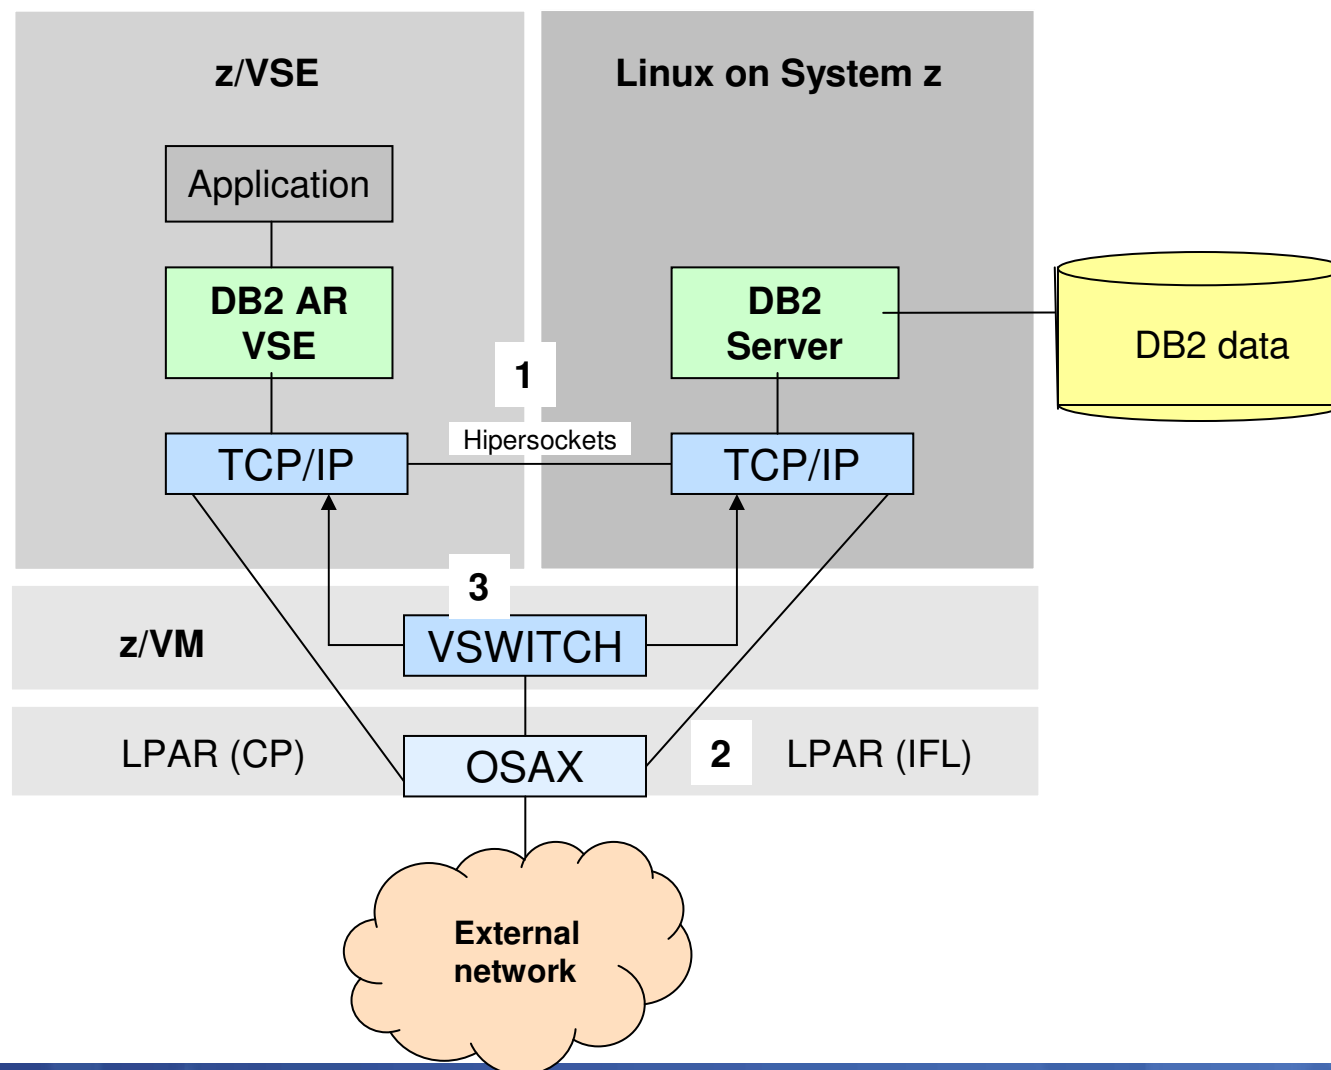 z/VSE
Linux on System z
Application
DB2 AR
VSE
DB2
Server
DB2 data
1
Hipersockets
TCP/IP
TCP/IP
3
z/VM
VSWITCH
LPAR (CP)
OSAX
2
LPAR (IFL)
External
network